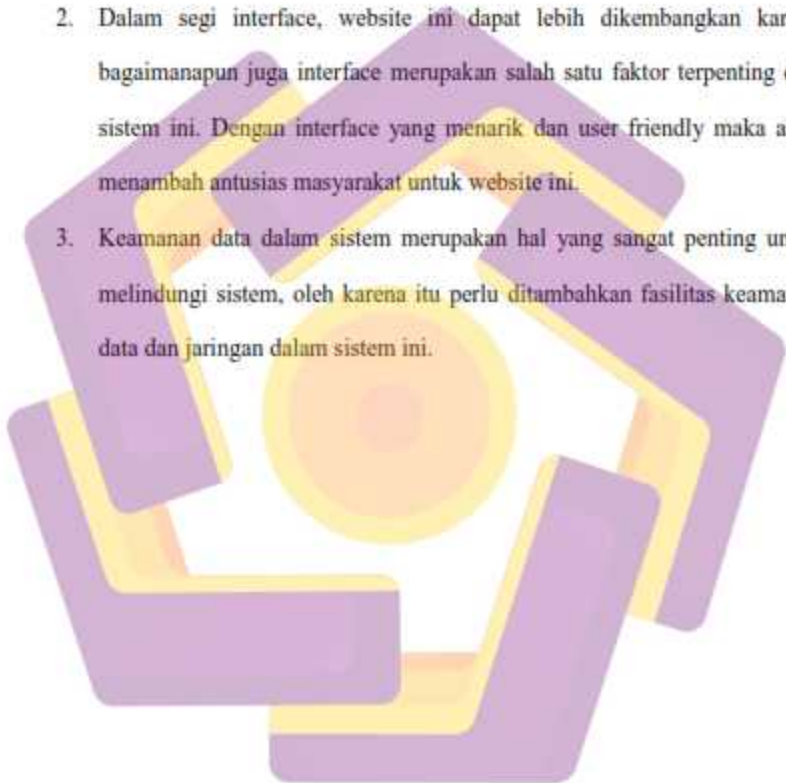 2. Dalam segi interface, website ini dapat lebih dikembangkan kar
bagaimanapun juga interface merupakan salah satu faktor terpenting
sistem ini. Dengan interface yang menarik dan user friendly maka a
menambah antusias masyarakat untuk website ini.
3. Keamanan data dalam sistem merupakan hal yang sangat penting un
melindungi sistem, oleh karena itu perlu ditambahkan fasilitas keama
data dan jaringan dalam sistem ini.